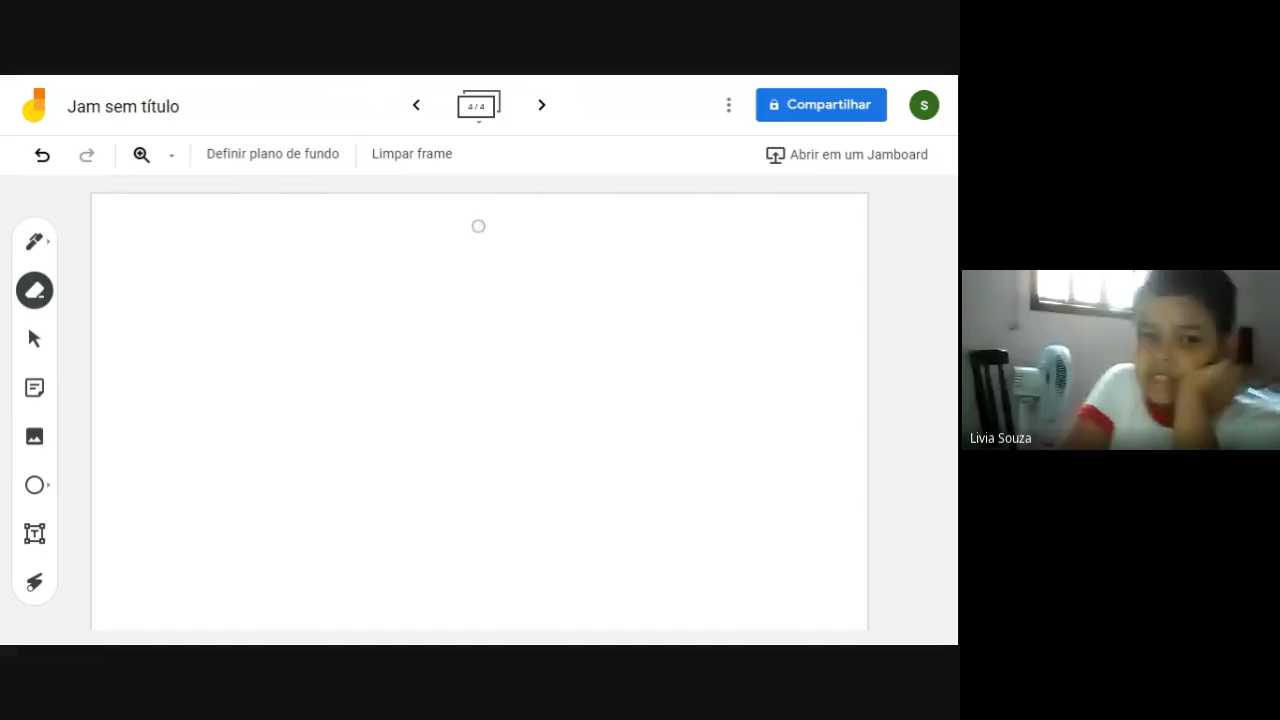 Jam sem título
4 / 4
Compartilhar
S
Definir plano de fundo
Limpar frame
Abrir em um Jamboard
T
Livia Souza